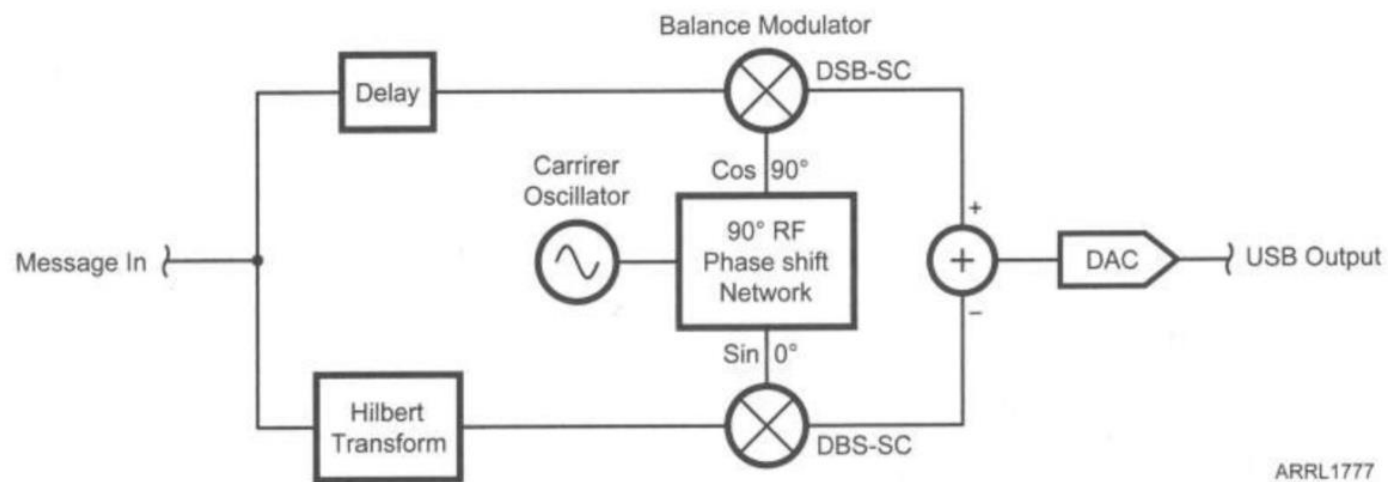 Balance Modulator
DSB-SC
Delay
Cos 90°
Carrirer
Oscillator
90° RF
Phase shift
Network
+
Message In
+
DAC
USB Output
−
Sin 0°
Hilbert
Transform
DBS-SC
ARRL1777